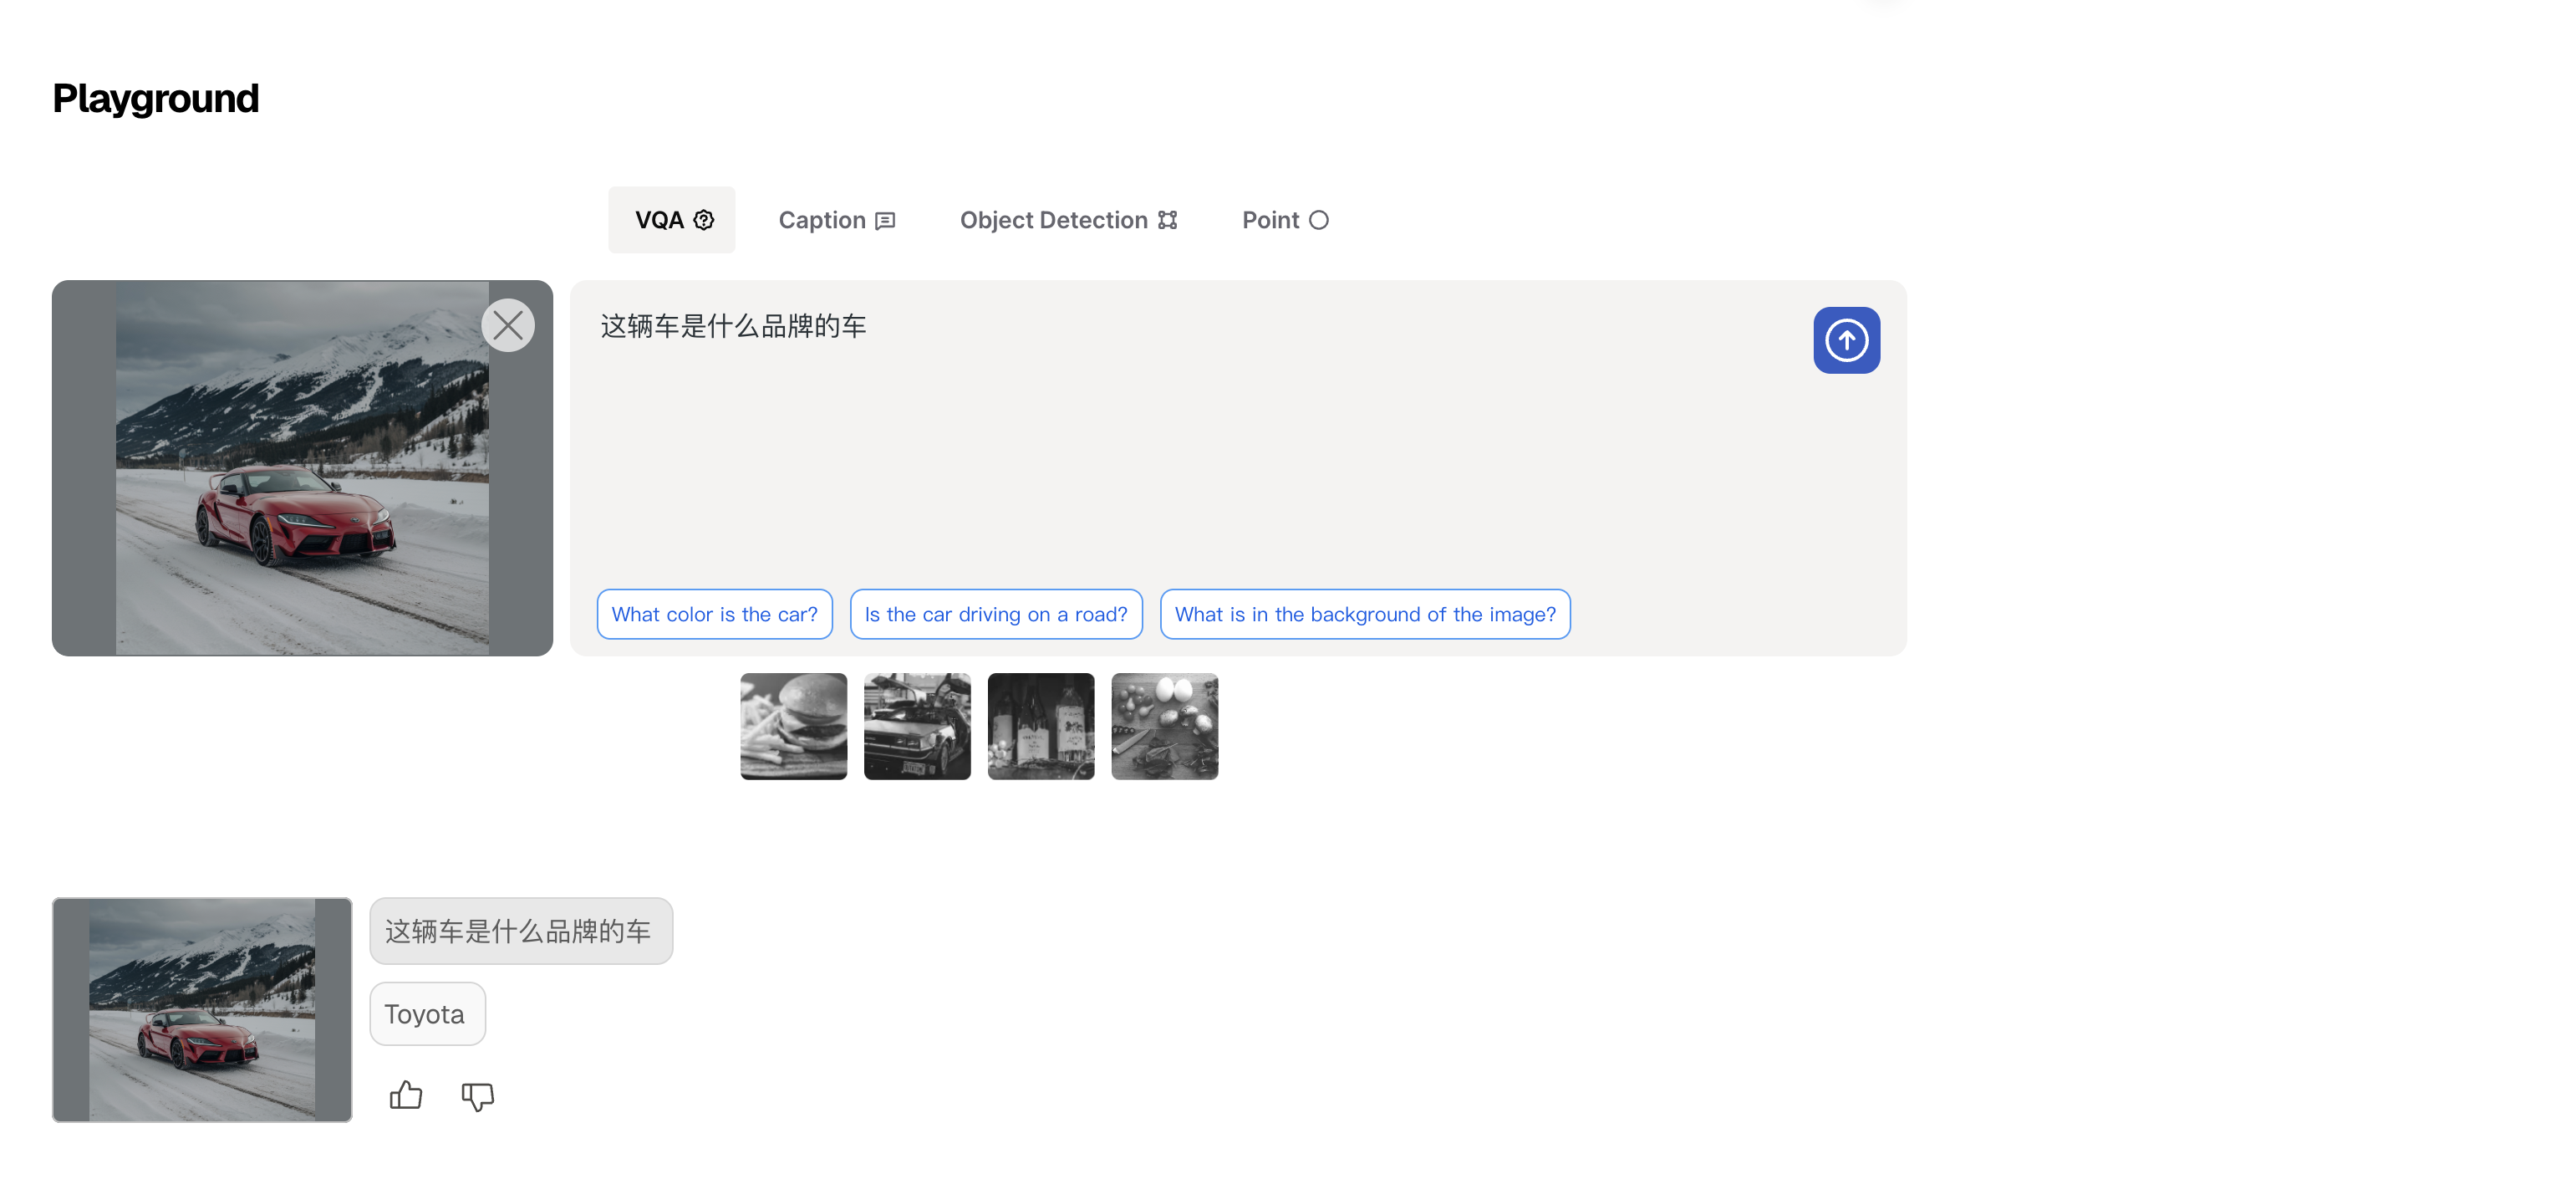 Playground
VQA
Caption
Object Detection
Point
这辆车是什么品牌的车
What color is the car?
Is the car driving on a road?
What is in the background of the image?
这辆车是什么品牌的车
Toyota